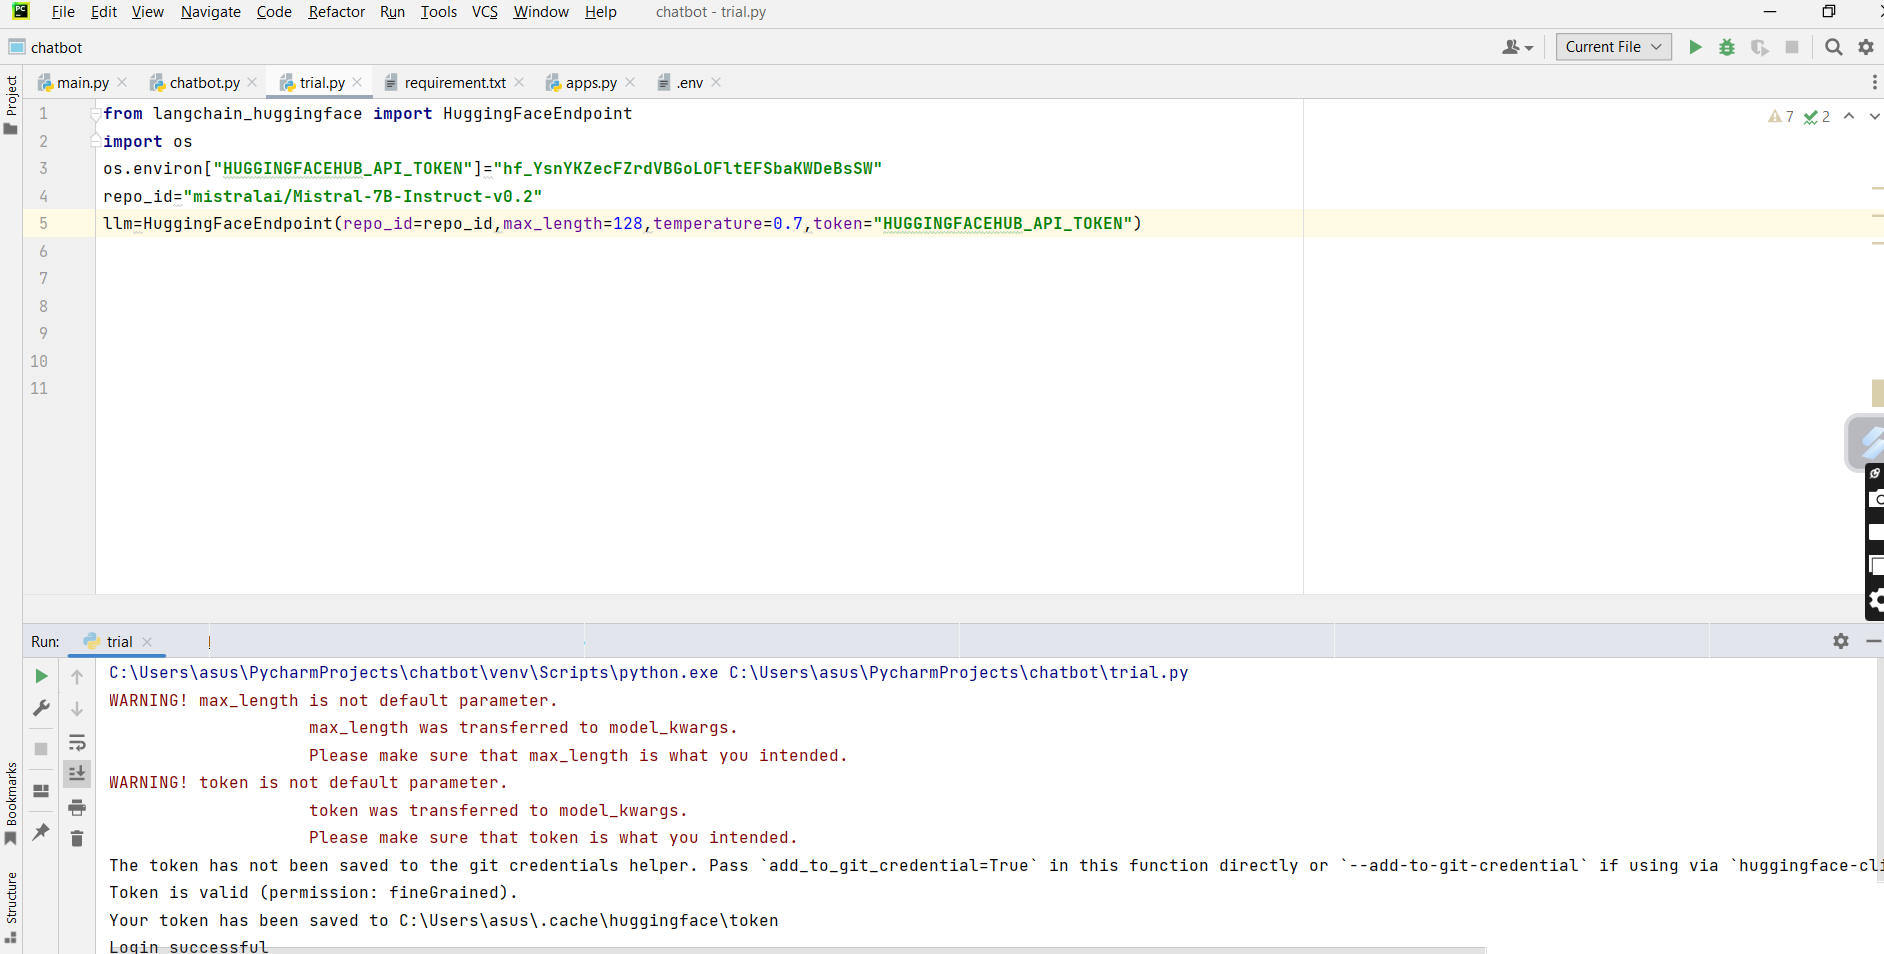 File Edit View Navigate Code Refactor Run Tools VCS Window Help chatbot - trial.py
chatbot
Current File
Project
main.py chatbot.py trial.py requirement.txt apps.py .env
1 from langchain_huggingface import HuggingFaceEndpoint
7 2
2 import os
3 os.environ["HUGGINGFACEHUB_API_TOKEN"]="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"
4 repo_id="mistralai/Mistral-7B-Instruct-v0.2"
5 llm=HuggingFaceEndpoint(repo_id=repo_id,max_length=128,temperature=0.7,token="HUGGINGFACEHUB_API_TOKEN")
6
7
8
9
10
11
Run: trial
C:\Users\asus\PycharmProjects\chatbot\venv\Scripts\python.exe C:\Users\asus\PycharmProjects\chatbot\trial.py
WARNING! max_length is not default parameter.
max_length was transferred to model_kwargs.
Please make sure that max_length is what you intended.
WARNING! token is not default parameter.
token was transferred to model_kwargs.
Please make sure that token is what you intended.
The token has not been saved to the git credentials helper. Pass `add_to_git_credential=True` in this function directly or `--add-to-git-credential` if using via `huggingface-cli
Token is valid (permission: fineGrained).
Your token has been saved to C:\Users\asus\.cache\huggingface\token
Login successful
Bookmarks
Structure